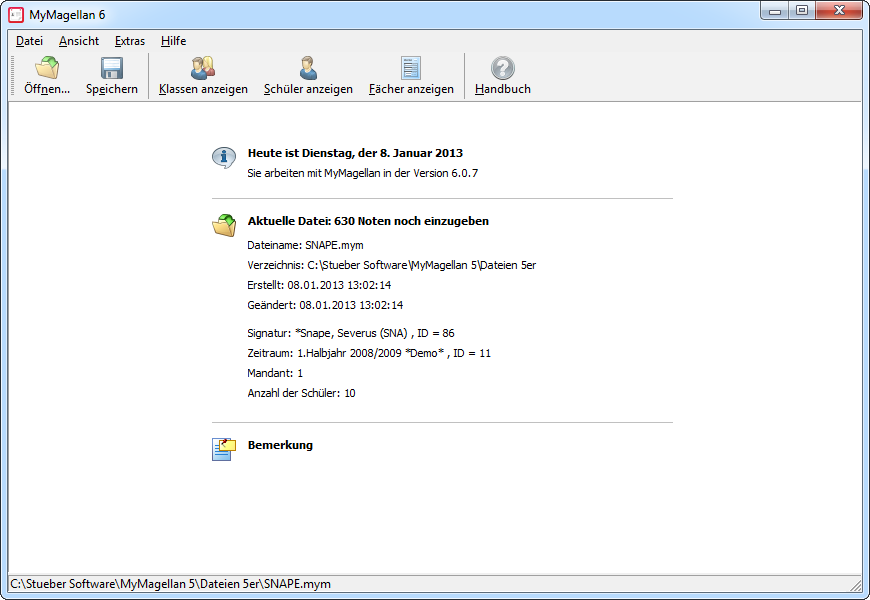 MyMagellan 6
Datei Ansicht Extras Hilfe
Öffnen... Speichern Klassen anzeigen Schüler anzeigen Fächer anzeigen Handbuch
Heute ist Dienstag, der 8. Januar 2013
Sie arbeiten mit MyMagellan in der Version 6.0.7
Aktuelle Datei: 630 Noten noch einzugeben
Dateiname: SNAPE.mym
Verzeichnis: C:\Stueber Software\MyMagellan 5\Dateien 5er
Erstellt: 08.01.2013 13:02:14
Geändert: 08.01.2013 13:02:14
Signatur: *Snape, Severus (SNA) , ID = 86
Zeitraum: 1.Halbjahr 2008/2009 *Demo* , ID = 11
Mandant: 1
Anzahl der Schüler: 10
Bemerkung
C:\Stueber Software\MyMagellan 5\Dateien 5er\SNAPE.mym